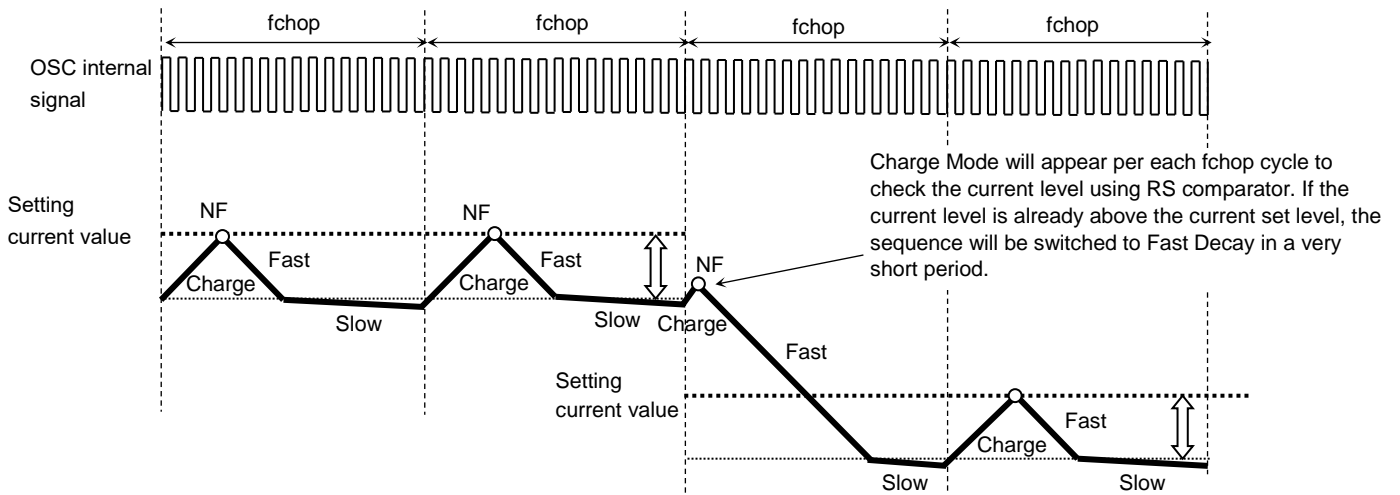 fchop
fchop
fchop
fchop
OSC internal
signal
Charge Mode will appear per each fchop cycle to
check the current level using RS comparator. If the
current level is already above the current set level, the
sequence will be switched to Fast Decay in a very
short period.
Setting
current value
NF
NF
NF
Fast
Charge
Fast
Charge
Slow
Slow
Charge
Fast
Setting
current value
Fast
Charge
Slow
Slow